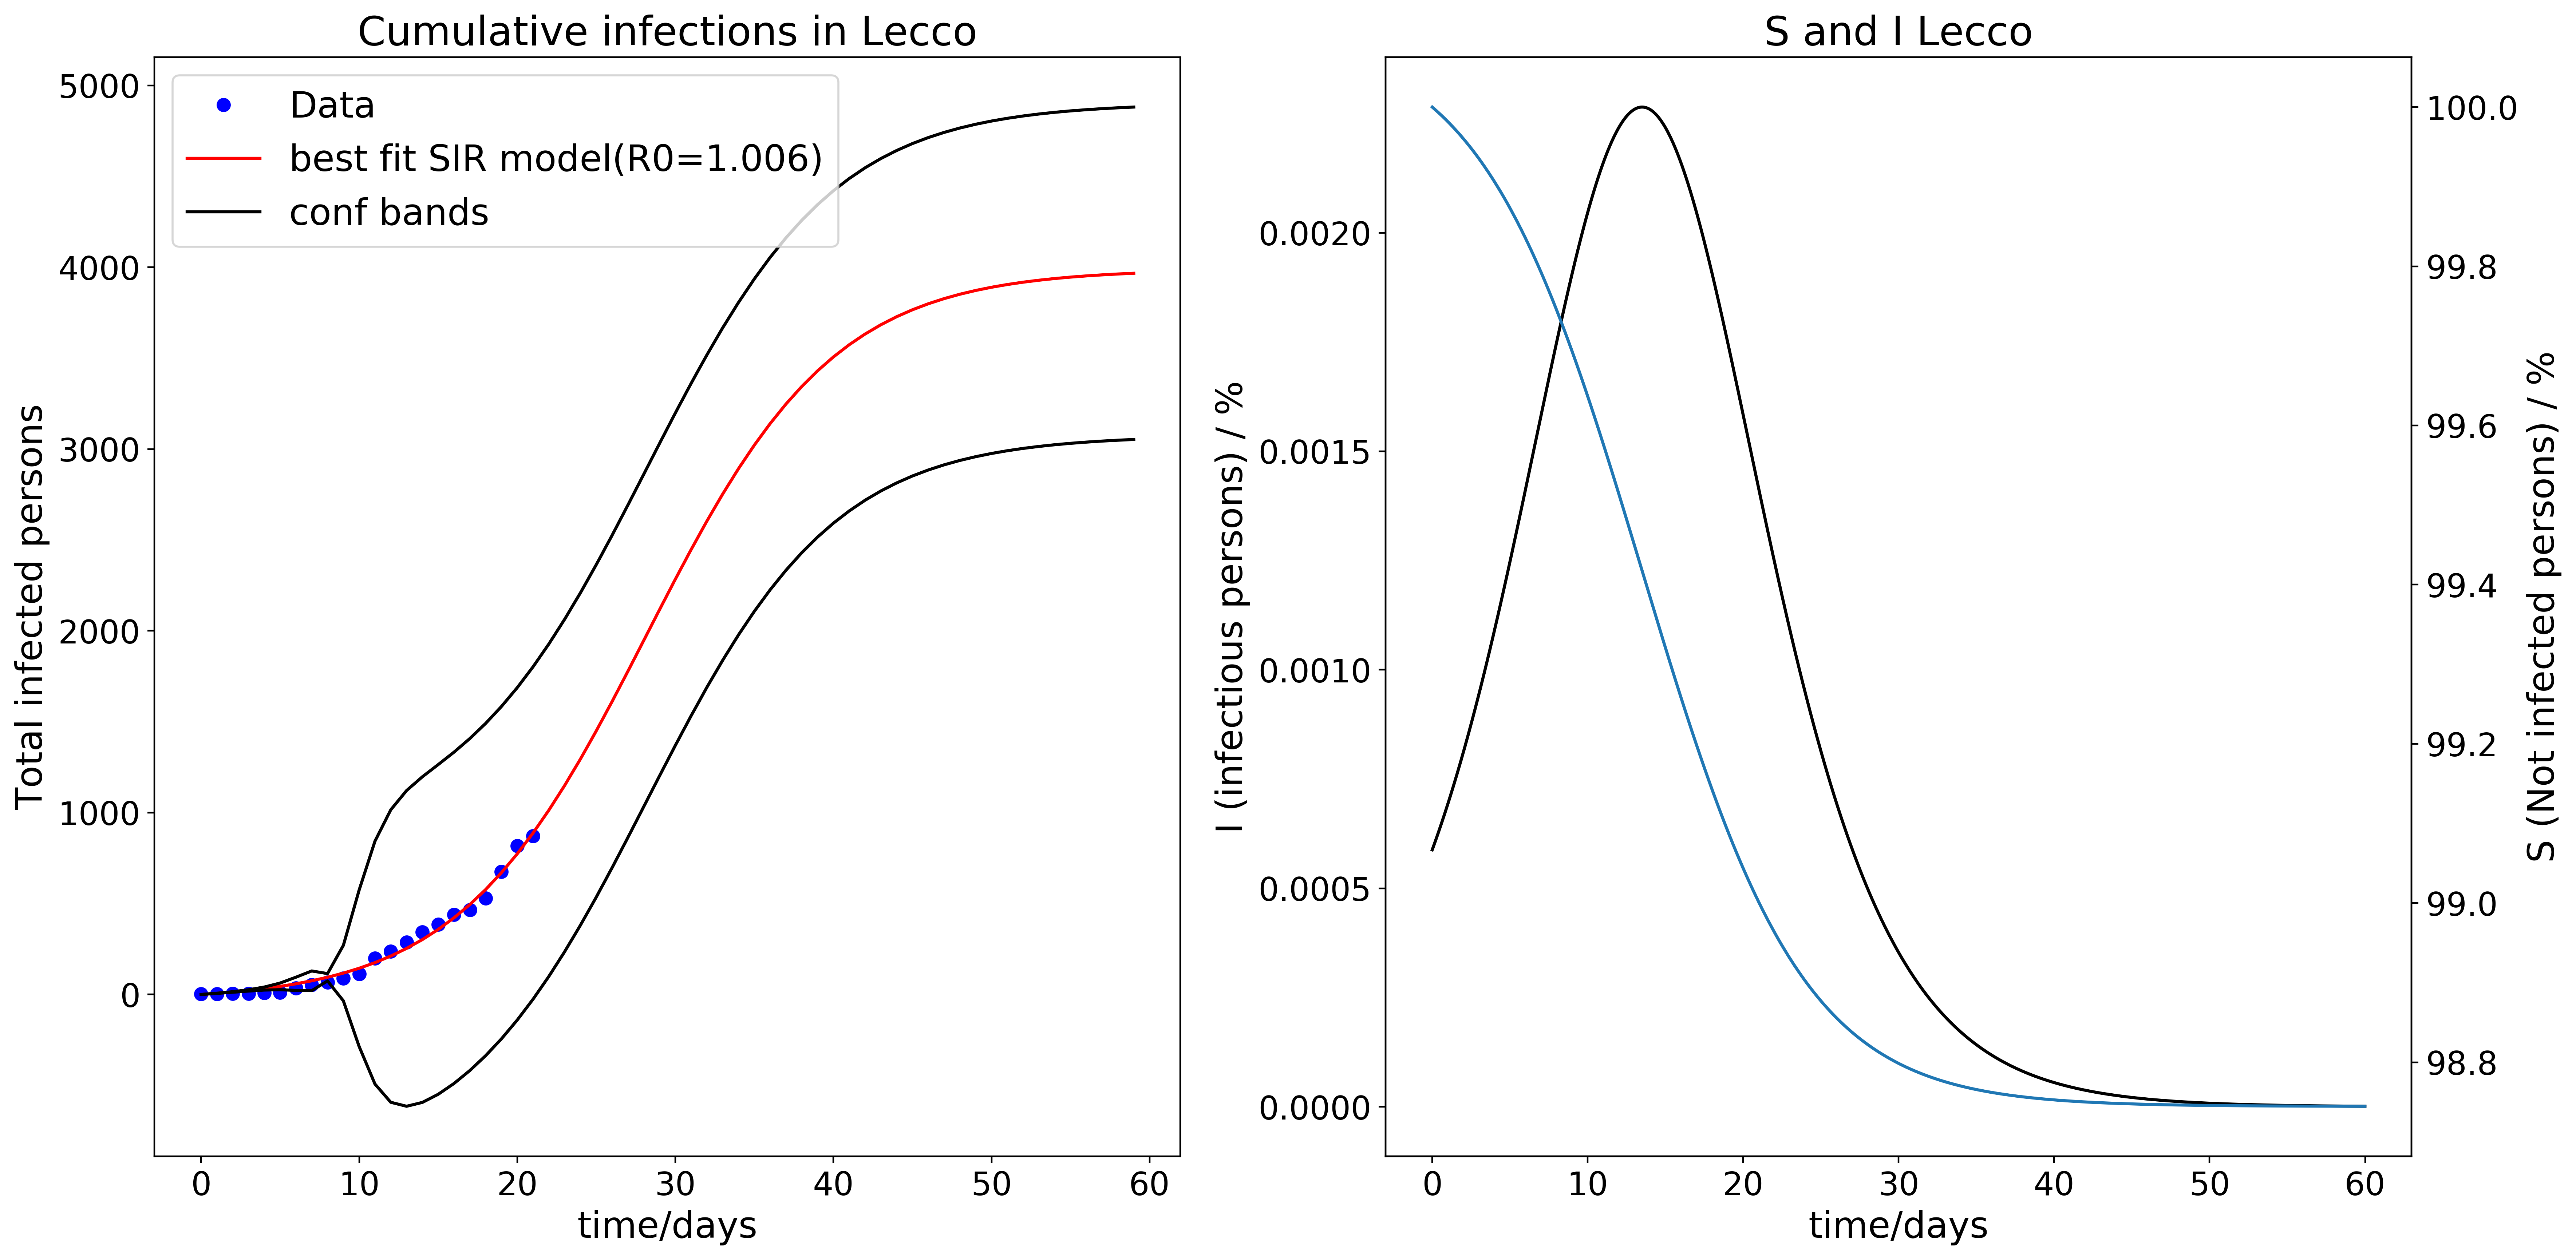 Cumulative infections in Lecco
Data
best fit SIR model(R0=1.006)
conf bands
5000
4000
3000
2000
1000
0
Total infected persons
0 10 20 30 40 50 60
time/days
S and I Lecco
0.0020
0.0015
0.0010
0.0005
0.0000
I (infectious persons) / %
100.0
99.8
99.6
99.4
99.2
99.0
98.8
S (Not infected persons) / %
0 10 20 30 40 50 60
time/days